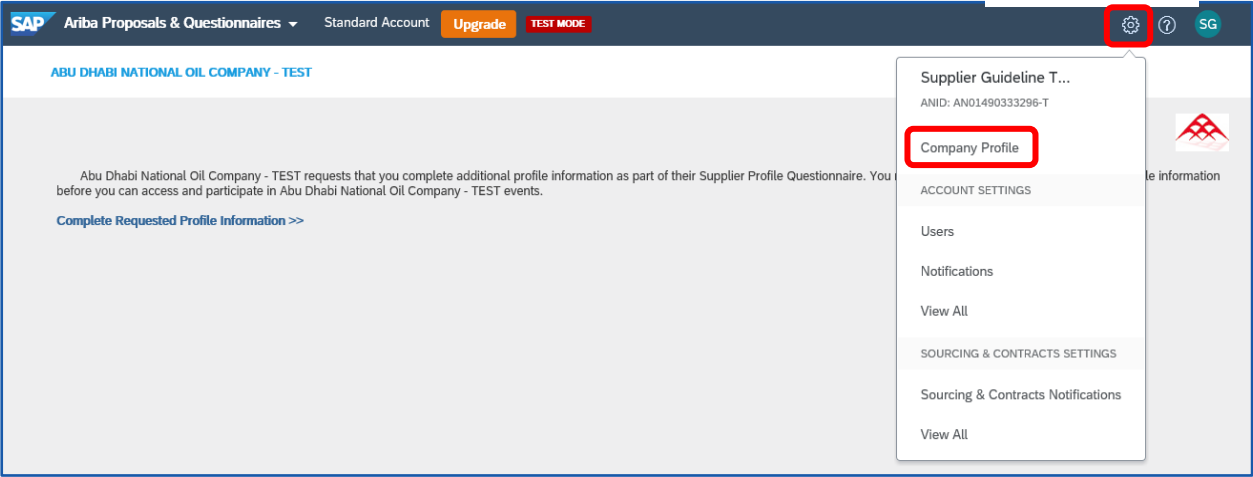 SAP Ariba Proposals & Questionnaires Standard Account Upgrade TEST MODE SG
ABU DHABI NATIONAL OIL COMPANY - TEST
Abu Dhabi National Oil Company - TEST requests that you complete additional profile information as part of their Supplier Profile Questionnaire. You
le information
before you can access and participate in Abu Dhabi National Oil Company - TEST events.
Complete Requested Profile Information >>
Supplier Guideline T...
ANID: AN01490333296-T
Company Profile
ACCOUNT SETTINGS
Users
Notifications
View All
SOURCING & CONTRACTS SETTINGS
Sourcing & Contracts Notifications
View All